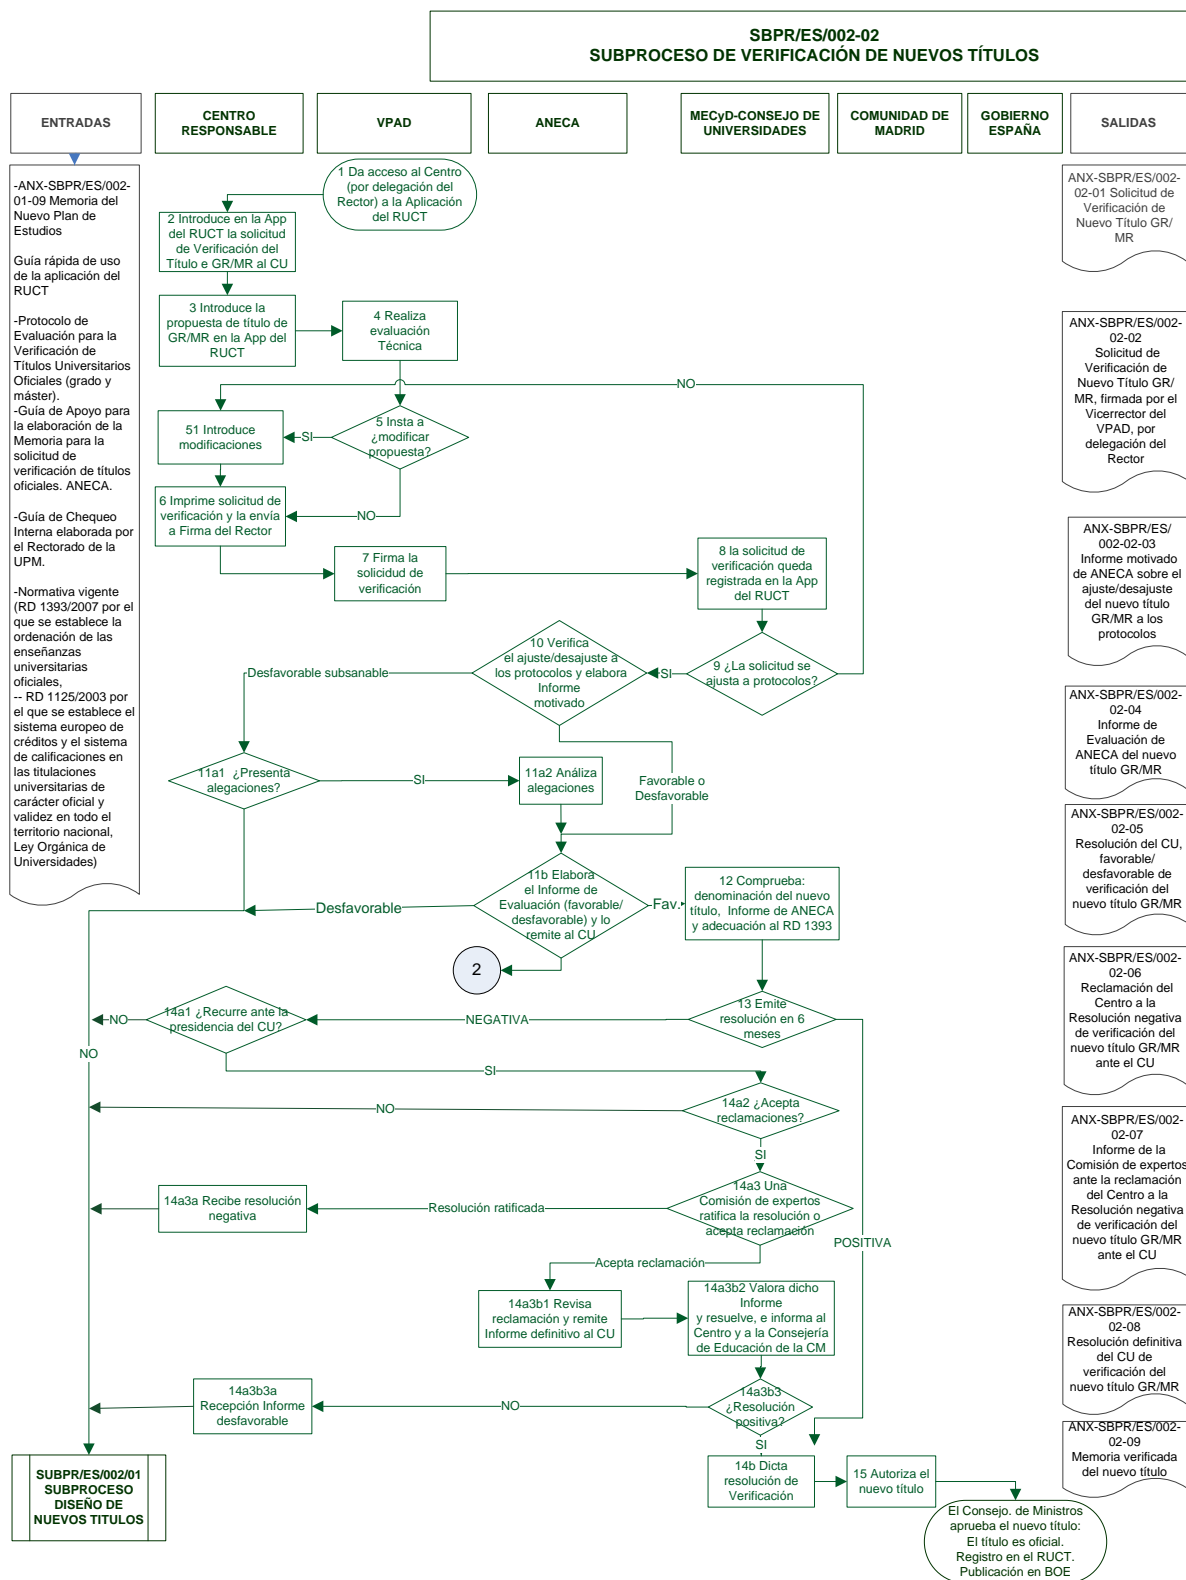 SBPR/ES/002-02
SUBPROCESO DE VERIFICACIÓN DE NUEVOS TÍTULOS
ENTRADAS
CENTRO
RESPONSABLE
VPAD
ANECA
MECyD-CONSEJO DE
UNIVERSIDADES
COMUNIDAD DE
MADRID
GOBIERNO
ESPAÑA
SALIDAS
-ANX-SBPR/ES/002-
01-09 Memoria del
Nuevo Plan de
Estudios
Guía rápida de uso
de la aplicación del
RUCT
-Protocolo de
Evaluación para la
Verificación de
Títulos Universitarios
Oficiales (grado y
máster).
-Guía de Apoyo para
la elaboración de la
Memoria para la
solicitud de
verificación de títulos
oficiales. ANECA.
-Guía de Chequeo
Interna elaborada por
el Rectorado de la
UPM.
-Normativa vigente
(RD 1393/2007 por el
que se establece la
ordenación de las
enseñanzas
universitarias
oficiales,
-- RD 1125/2003 por
el que se establece el
sistema europeo de
créditos y el sistema
de calificaciones en
las titulaciones
universitarias de
carácter oficial y
validez en todo el
territorio nacional,
Ley Orgánica de
Universidades)
1 Da acceso al Centro
(por delegación del
Rector) a la Aplicación
del RUCT
2 Introduce en la App
del RUCT la solicitud
de Verificación del
Título e GR/MR al CU
3 Introduce la
propuesta de título de
GR/MR en la App del
RUCT
4 Realiza
evaluación
Técnica
NO
51 Introduce
modificaciones
SI
5 Insta a
¿modificar
propuesta?
6 Imprime solicitud de
verificación y la envía
a Firma del Rector
NO
7 Firma la
solicidud de
verificación
8 la solicitud de
verificación queda
registrada en la App
del RUCT
10 Verifica
el ajuste/desajuste a
los protocolos y elabora
Informe
motivado
SI
9 ¿La solicitud se
ajusta a protocolos?
Desfavorable subsanable
11a1 ¿Presenta
alegaciones?
SI
11a2 Análiza
alegaciones
Favorable o
Desfavorable
11b Elabora
el Informe de
Evaluación (favorable/
desfavorable) y lo
remite al CU
Desfavorable
Fav.
12 Comprueba:
denominación del nuevo
título, Informe de ANECA
y adecuación al RD 1393
2
13 Emite
resolución en 6
meses
NEGATIVA
14a1 ¿Recurre ante la
presidencia del CU?
NO
NO
SI
14a2 ¿Acepta
reclamaciones?
NO
SI
14a3 Una
Comisión de expertos
ratifica la resolución o
acepta reclamación
Resolución ratificada
14a3a Recibe resolución
negativa
POSITIVA
Acepta reclamación
14a3b1 Revisa
reclamación y remite
Informe definitivo al CU
14a3b2 Valora dicho
Informe
y resuelve, e informa al
Centro y a la Consejería
de Educación de la CM
14a3b3
¿Resolución
positiva?
NO
14a3b3a
Recepción Informe
desfavorable
SI
14b Dicta
resolución de
Verificación
15 Autoriza el
nuevo título
El Consejo. de Ministros
aprueba el nuevo título:
El título es oficial.
Registro en el RUCT.
Publicación en BOE
SUBPR/ES/002/01
SUBPROCESO
DISEÑO DE
NUEVOS TITULOS
ANX-SBPR/ES/002-
02-01 Solicitud de
Verificación de
Nuevo Título GR/
MR
ANX-SBPR/ES/002-
02-02
Solicitud de
Verificación de
Nuevo Título GR/
MR, firmada por el
Vicerrector del
VPAD, por
delegación del
Rector
ANX-SBPR/ES/
002-02-03
Informe motivado
de ANECA sobre el
ajuste/desajuste
del nuevo título
GR/MR a los
protocolos
ANX-SBPR/ES/002-
02-04
Informe de
Evaluación de
ANECA del nuevo
título GR/MR
ANX-SBPR/ES/002-
02-05
Resolución del CU,
favorable/
desfavorable de
verificación del
nuevo título GR/MR
ANX-SBPR/ES/002-
02-06
Reclamación del
Centro a la
Resolución negativa
de verificación del
nuevo título GR/MR
ante el CU
ANX-SBPR/ES/002-
02-07
Informe de la
Comisión de expertos
ante la reclamación
del Centro a la
Resolución negativa
de verificación del
nuevo título GR/MR
ante el CU
ANX-SBPR/ES/002-
02-08
Resolución definitiva
del CU de
verificación del
nuevo título GR/MR
ANX-SBPR/ES/002-
02-09
Memoria verificada
del nuevo título